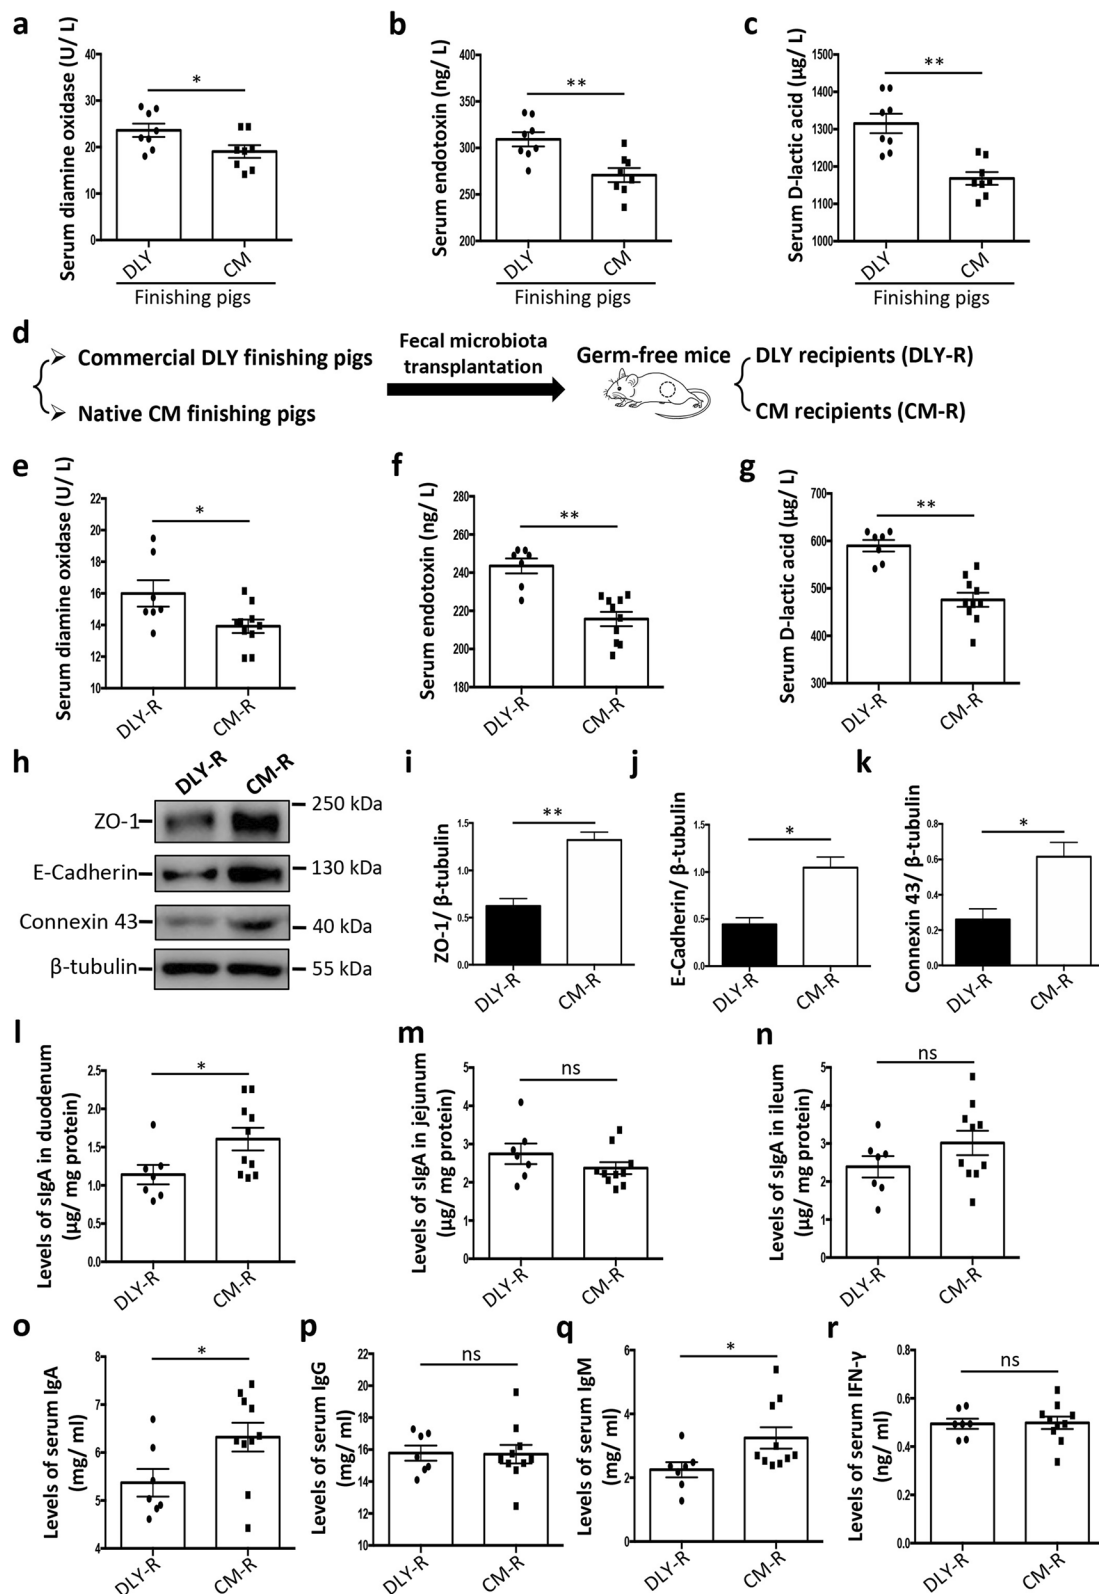 a
Serum diamine oxidase (U/ L)
40
30
20
10
0
*
DLY
CM
Finishing pigs
b
Serum endotoxin (ng/ L)
400
350
300
250
200
**
DLY
CM
Finishing pigs
c
Serum D-lactic acid (µg/ L)
1500
1400
1300
1200
1100
1000
**
DLY
CM
Finishing pigs
d
Commercial DLY finishing pigs
Native CM finishing pigs
Fecal microbiota
transplantation
Germ-free mice
DLY recipients (DLY-R)
CM recipients (CM-R)
e
Serum diamine oxidase (U/ L)
22
20
18
16
14
12
10
*
DLY-R
CM-R
f
Serum endotoxin (ng/ L)
280
260
240
220
200
180
**
DLY-R
CM-R
g
Serum D-lactic acid (µg/ L)
700
600
500
400
300
**
DLY-R
CM-R
h
DLY-R
CM-R
ZO-1
250 kDa
E-Cadherin
130 kDa
Connexin 43
40 kDa
β-tubulin
55 kDa
i
ZO-1/ β-tubulin
1.5
1.0
0.5
0.0
**
DLY-R
CM-R
j
E-Cadherin/ β-tubulin
1.5
1.0
0.5
0.0
*
DLY-R
CM-R
k
Connexin 43/ β-tubulin
0.8
0.6
0.4
0.2
0.0
*
DLY-R
CM-R
l
Levels of sIgA in duodenum
(µg/ mg protein)
2.5
2.0
1.5
1.0
0.5
0.0
*
DLY-R
CM-R
m
Levels of sIgA in jejunum
(µg/ mg protein)
5
4
3
2
1
0
ns
DLY-R
CM-R
n
Levels of sIgA in ileum
(µg/ mg protein)
5
4
3
2
1
0
ns
DLY-R
CM-R
o
Levels of serum IgA
(mg/ ml)
8
7
6
5
4
*
DLY-R
CM-R
p
Levels of serum IgG
(mg/ ml)
22
20
18
16
14
12
10
ns
DLY-R
CM-R
q
Levels of serum IgM
(mg/ ml)
6
4
2
0
*
DLY-R
CM-R
r
Levels of serum IFN-γ
(ng/ ml)
0.8
0.6
0.4
0.2
0.0
ns
DLY-R
CM-R